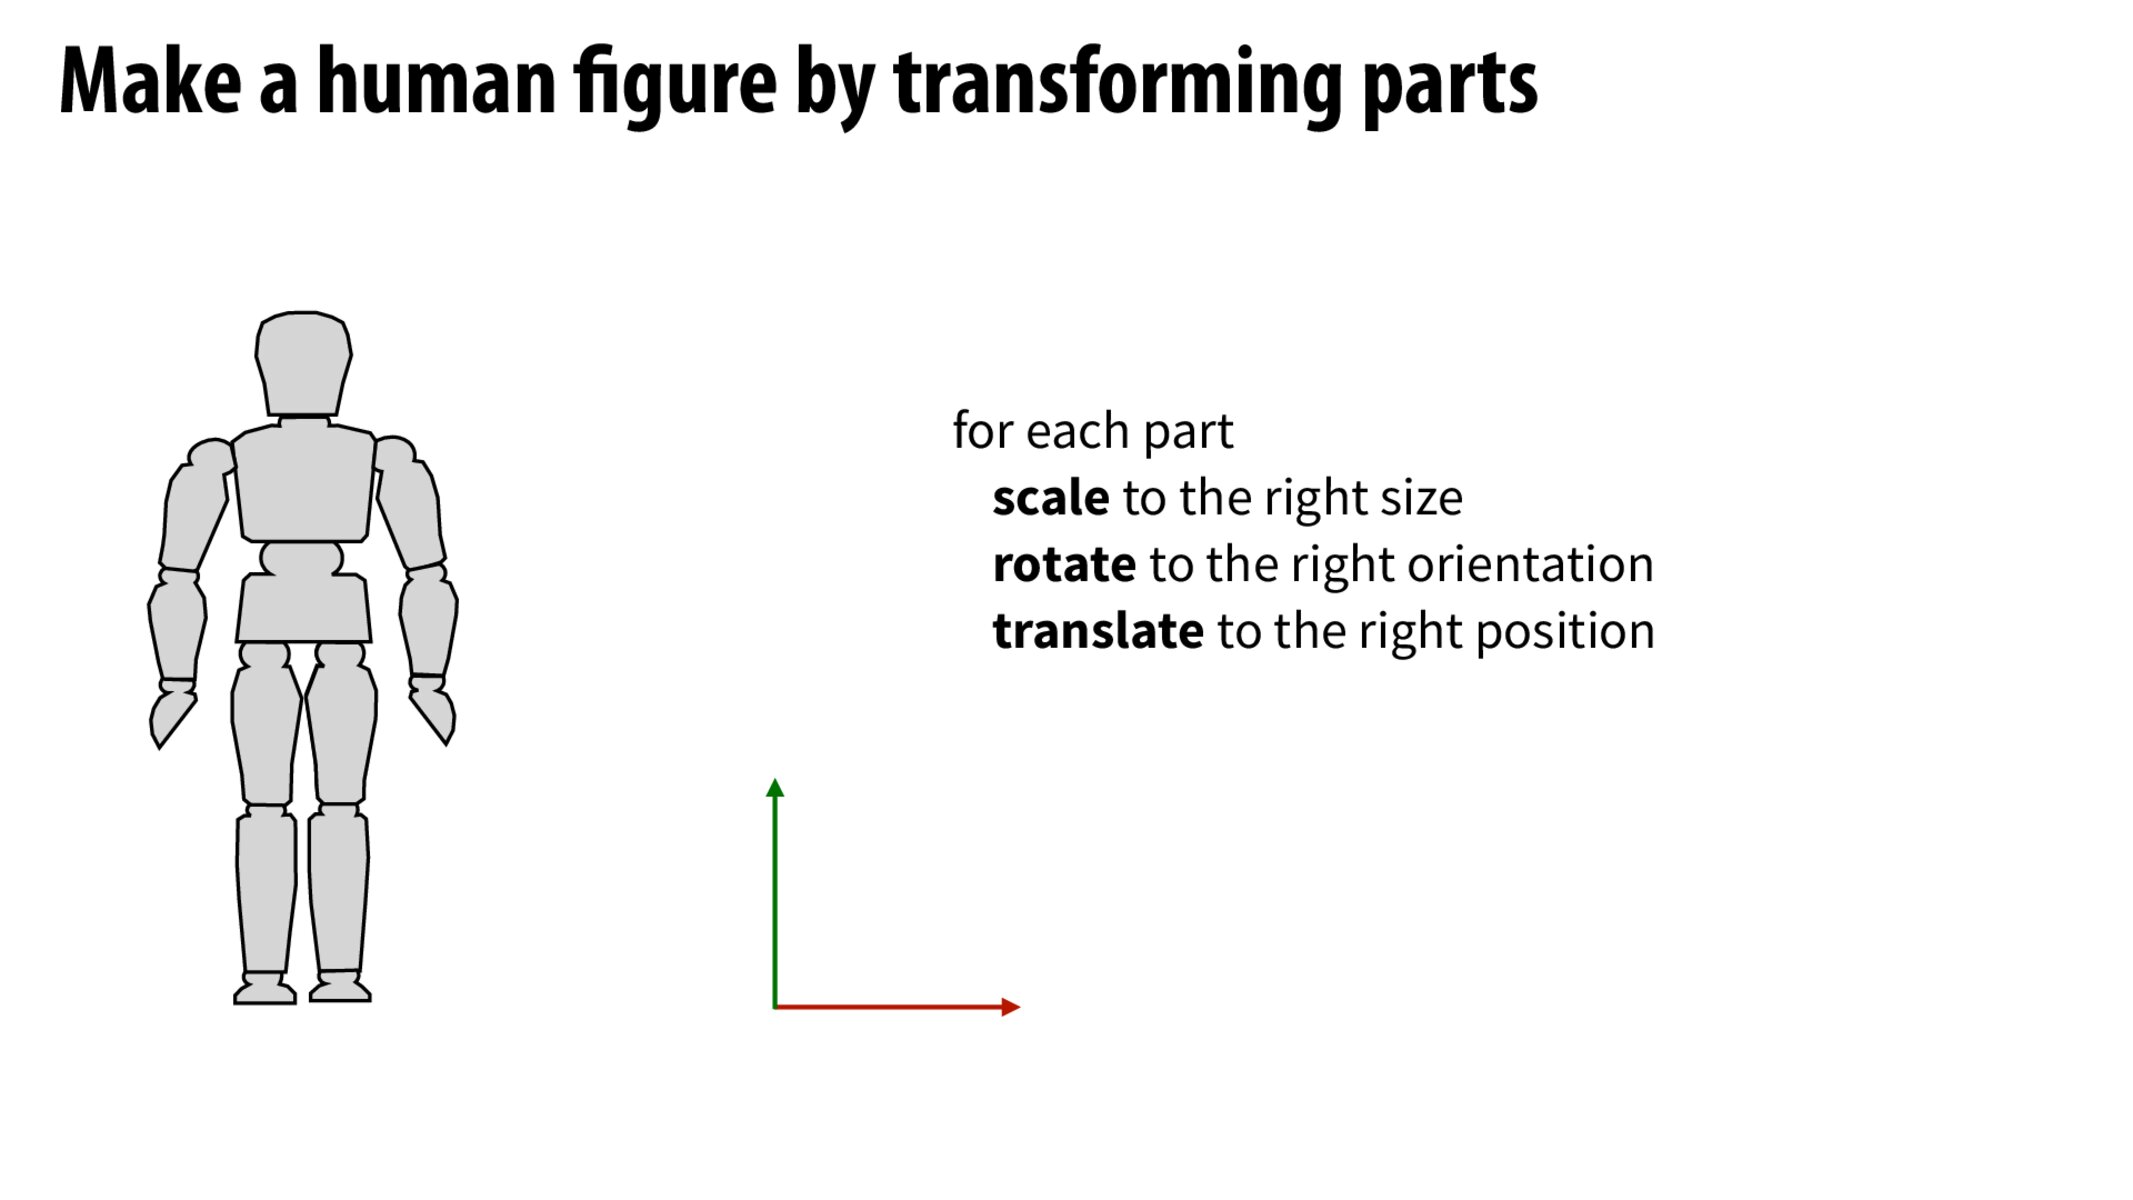 Make a human figure by transforming parts
for each part
scale to the right size
rotate to the right orientation
translate to the right position